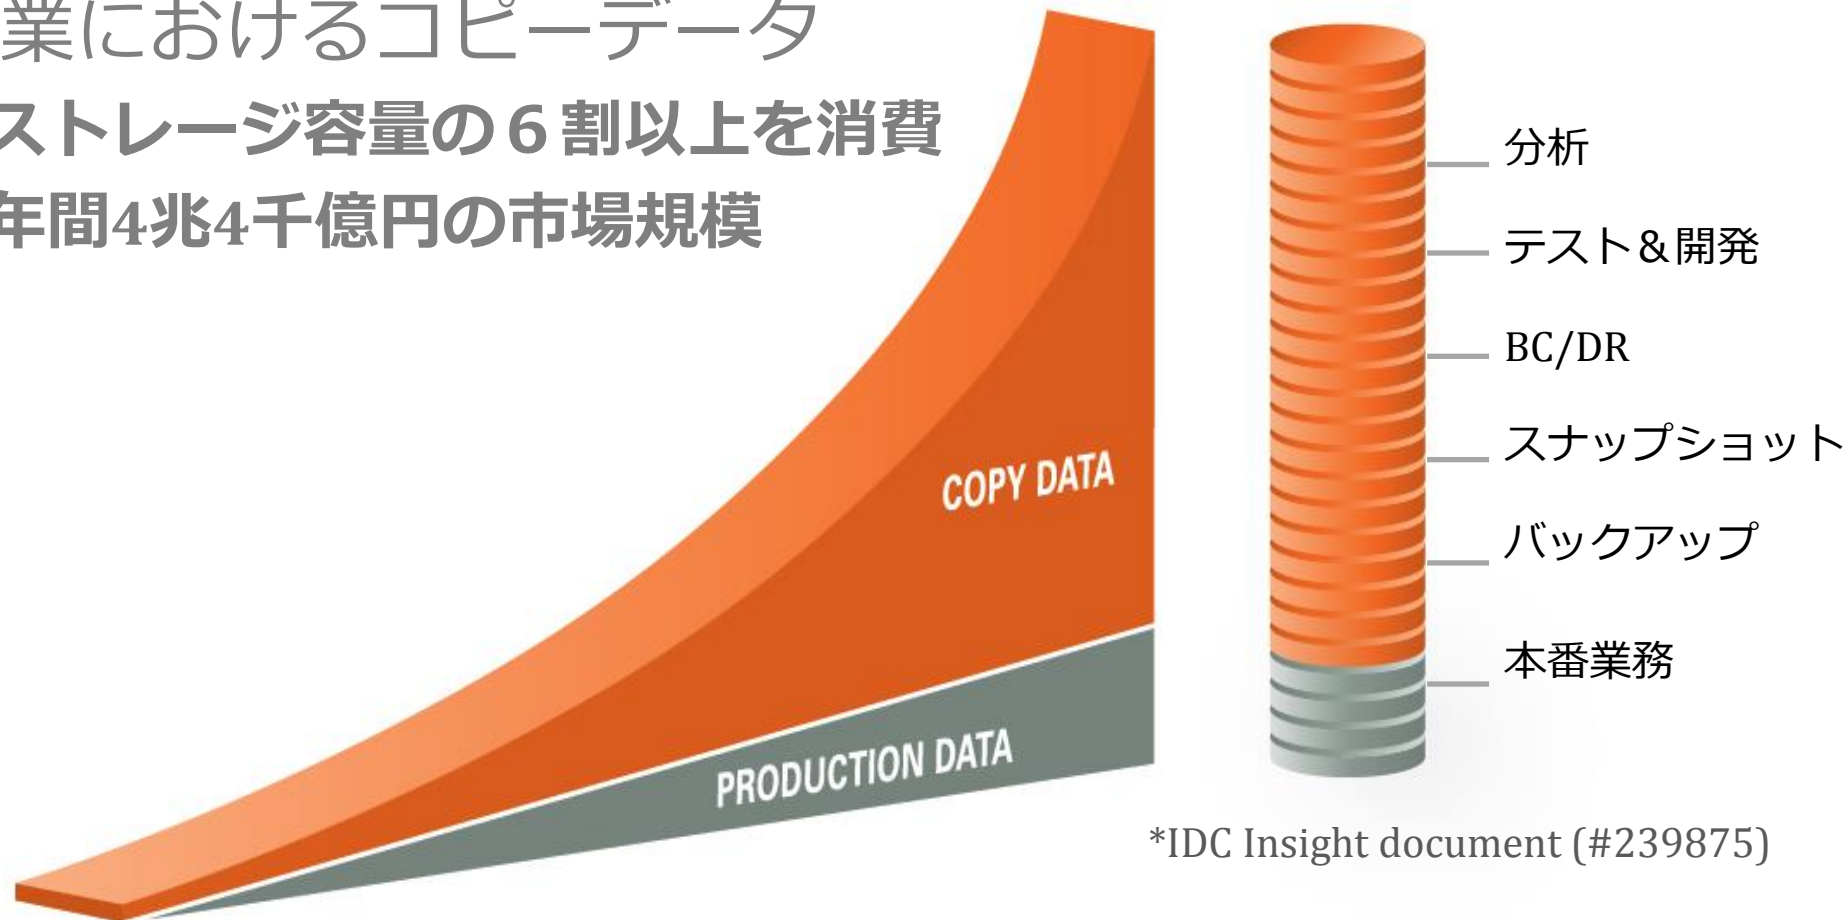 業におけるコピーデータ
ストレージ容量の６割以上を消費
年間4兆4千億円の市場規模
分析
テスト＆開発
BC/DR
スナップショット
バックアップ
本番業務
COPY DATA
PRODUCTION DATA
*IDC Insight document (#239875)